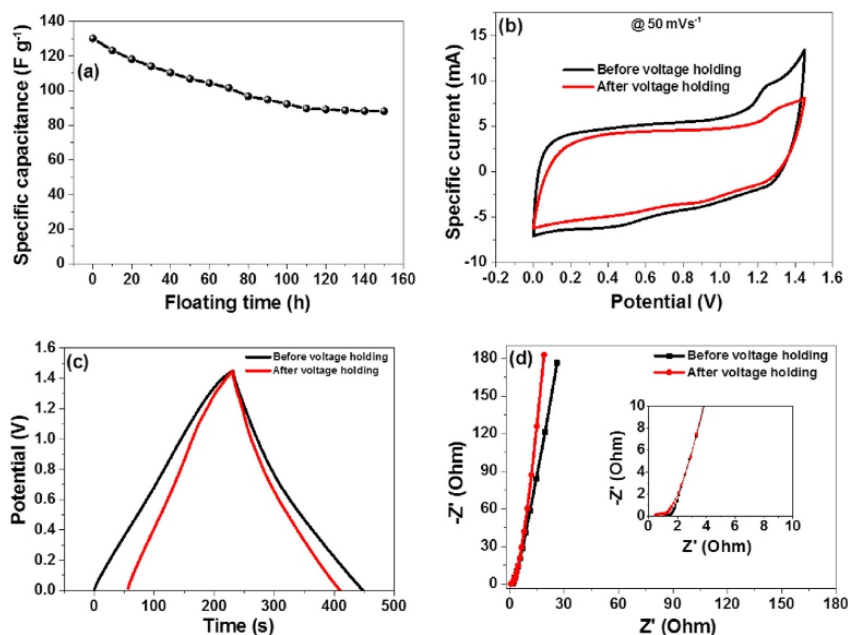 (a)
Specific capacitance (F g⁻¹)
140
120
100
80
60
40
20
0
0 20 40 60 80 100 120 140 160
Floating time (h)
(b)
@ 50 mVs⁻¹
Before voltage holding
After voltage holding
Specific current (mA)
15
10
5
0
-5
-10
-0.2 0.0 0.2 0.4 0.6 0.8 1.0 1.2 1.4 1.6
Potential (V)
(c)
Before voltage holding
After voltage holding
Potential (V)
1.6
1.4
1.2
1.0
0.8
0.6
0.4
0.2
0.0
0 100 200 300 400 500
Time (s)
(d)
Before voltage holding
After voltage holding
-Z' (Ohm)
180
150
120
90
60
30
0
0 30 60 90 120 150 180
Z' (Ohm)
-Z' (Ohm)
10
8
6
4
2
0
0 2 4 6 8 10
Z' (Ohm)